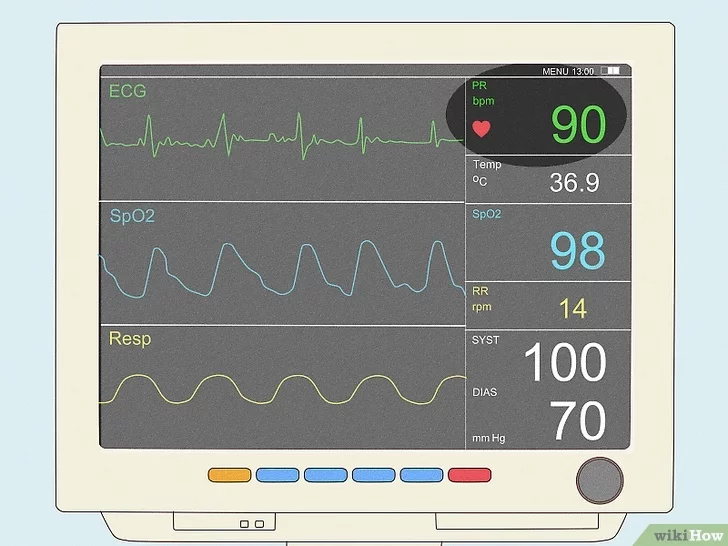 MENU 13:00
ECG
PR
bpm
90
Temp
ºC
36.9
SpO2
SpO2
98
RR
rpm
14
Resp
SYST
100
DIAS
70
mm Hg
wikiHow